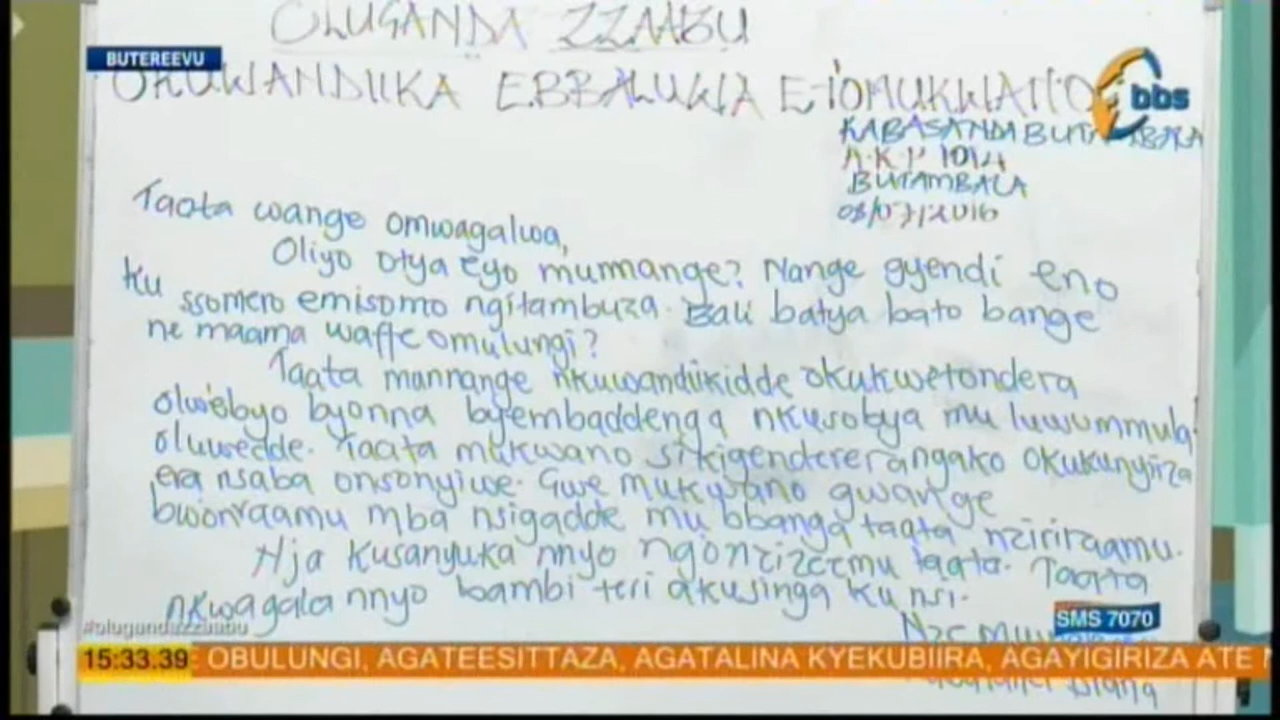 OLUGANDA ZZAABU
BUTEREEVU
OKUWANDIIKA EBBALUWA EY'OMUKWANO
bbs
KABASANDA
A.K.P 1014
BUTAMBALA
08/07/2016
Taata wange omwagalwa,
Oliyo otya eyo mumange? Nange gyendi eno
ku ssomero emisomo ngitambuza. Bali batya bato bange
ne maama waffe omulungi?
Taata mannange nkuwandiikidde okukwetondera
olwebyo byonna byembaddenga nkusobya mu luwummula
oluwedde. Taata mukwano sikigendererangako okukunyiiza
era nsaba onsonyiwe. Gwe mukwano gwange
bwonvaamu mba nsigadde mu bbanga taata nziriraamu.
Nja kusanyuka nnyo ngonzizeemu taata. Taata
nkwagala nnyo bambi teri akusinga ku nsi.
SMS 7070
#olugandazzaabu
Nze
15:33.39 OBULUNGI, AGATEESITTAZA, AGATALINA KYEKUBIIRA, AGAYIGIRIZA ATE
bbs